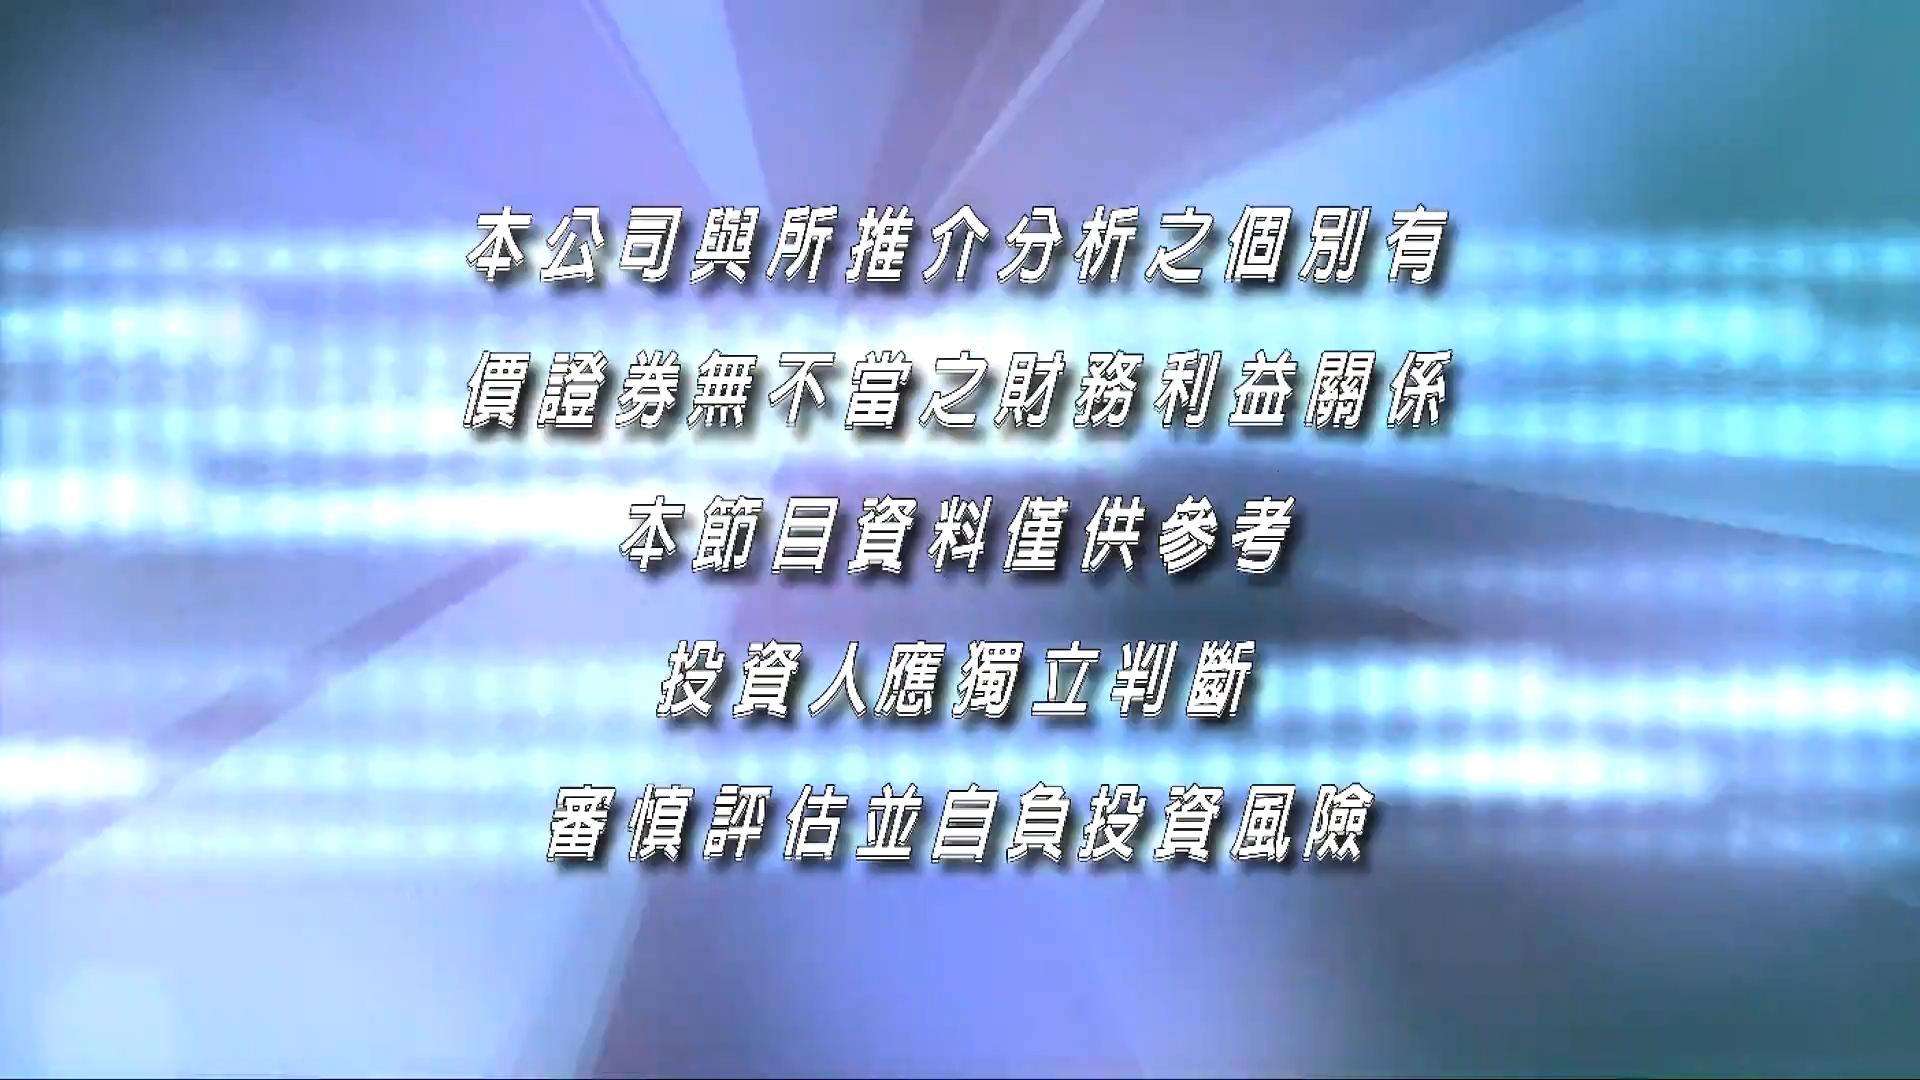 本公司與所推介分析之個別有
價證券無不當之財務利益關係
本節目資料僅供參考
投資人應獨立判斷
審慎評估並自負投資風險